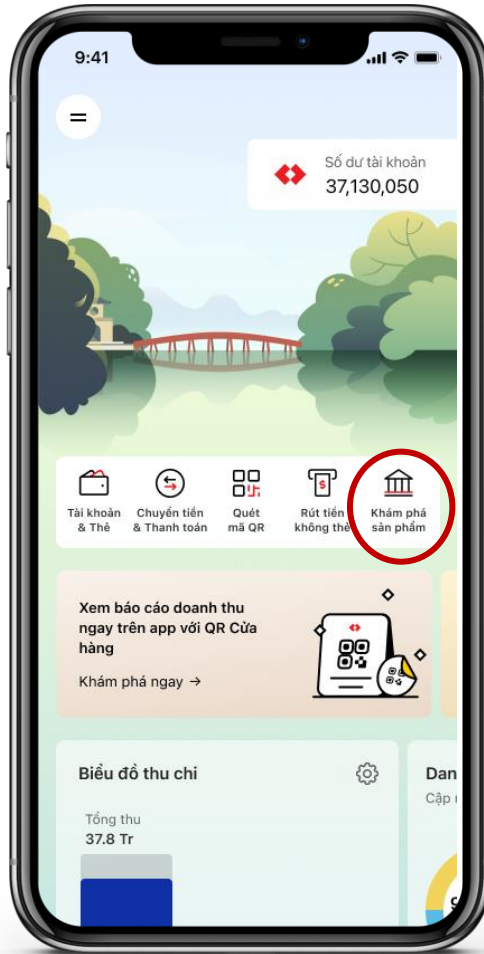 9:41
Số dư tài khoản
37,130,050
Tài khoản
& Thẻ
Chuyển tiền
& Thanh toán
Quét
mã QR
Rút tiền
không thẻ
Khám phá
sản phẩm
Xem báo cáo doanh thu
ngay trên app với QR Cửa
hàng
Khám phá ngay →
Biểu đồ thu chi
Tổng thu
37.8 Tr
Dan
Cập